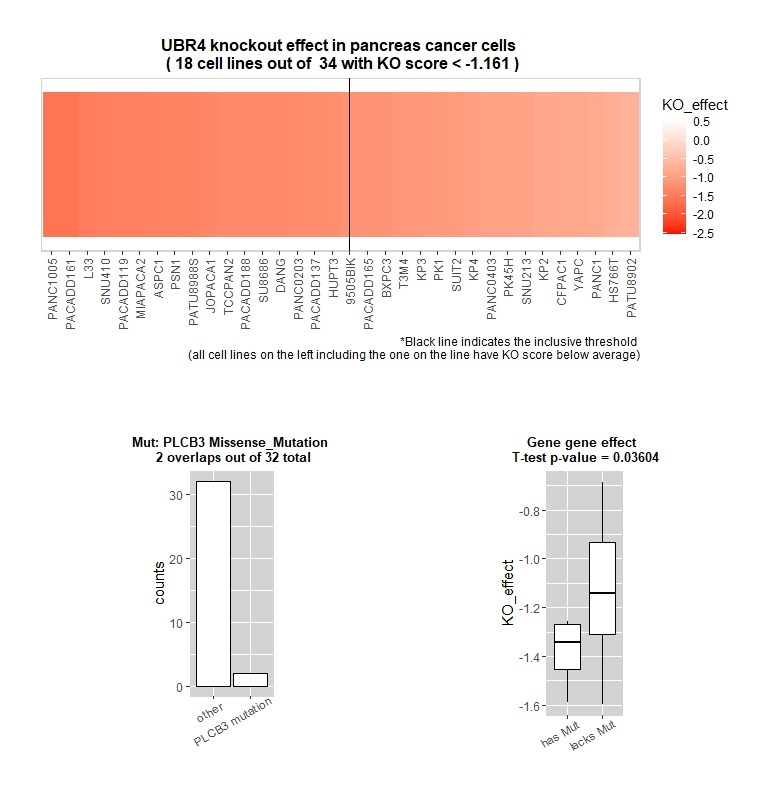 UBR4 knockout effect in pancreas cancer cells
( 18 cell lines out of 34 with KO score < -1.161 )
KO_effect
0.5
0.0
-0.5
-1.0
-1.5
-2.0
-2.5
PANC1005
PACADD161
L33
SNU410
PACADD119
MIAPACA2
ASPC1
PSN1
PATU8988S
JOPACA1
TCCPAN2
PACADD188
SU8686
DANG
PANC0203
PACADD137
HUPT3
9505BIK
PACADD165
BXPC3
T3M4
KP3
PK1
SUIT2
KP4
PANC0403
PK45H
SNU213
KP2
CFPAC1
YAPC
PANC1
HS766T
PATU8902
*Black line indicates the inclusive threshold
(all cell lines on the left including the one on the line have KO score below average)
Mut: PLCB3 Missense_Mutation
2 overlaps out of 32 total
counts
30
20
10
0
other
PLCB3 mutation
Gene gene effect
T-test p-value = 0.03604
KO_effect
-0.8
-1.0
-1.2
-1.4
-1.6
has Mut
lacks Mut